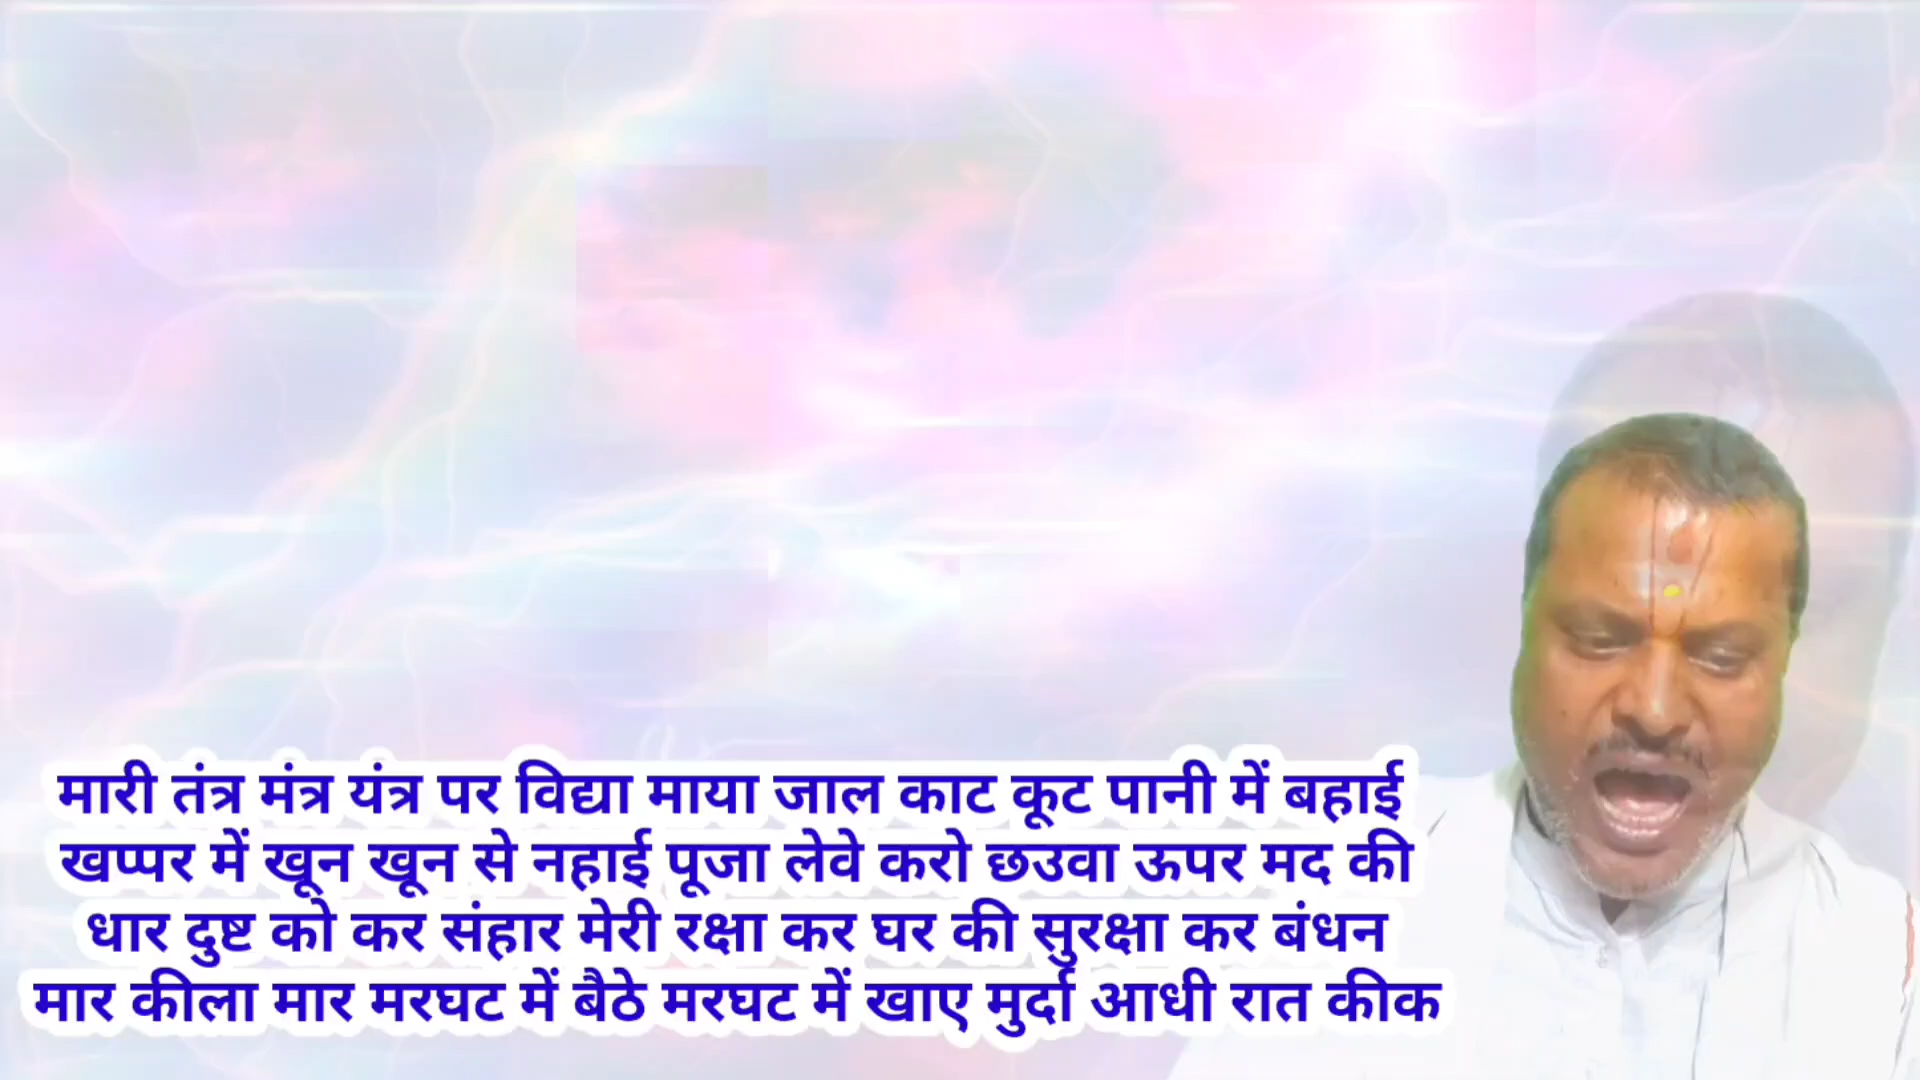 मारी तंत्र मंत्र यंत्र पर विद्या माया जाल काट कूट पानी में बहाई
खप्पर में खून खून से नहाई पूजा लेवे करो छउवा ऊपर मद की
धार दुष्ट को कर संहार मेरी रक्षा कर घर की सुरक्षा कर बंधन
मार कीला मार मरघट में बैठे मरघट में खाए मुर्दा आधी रात कीक